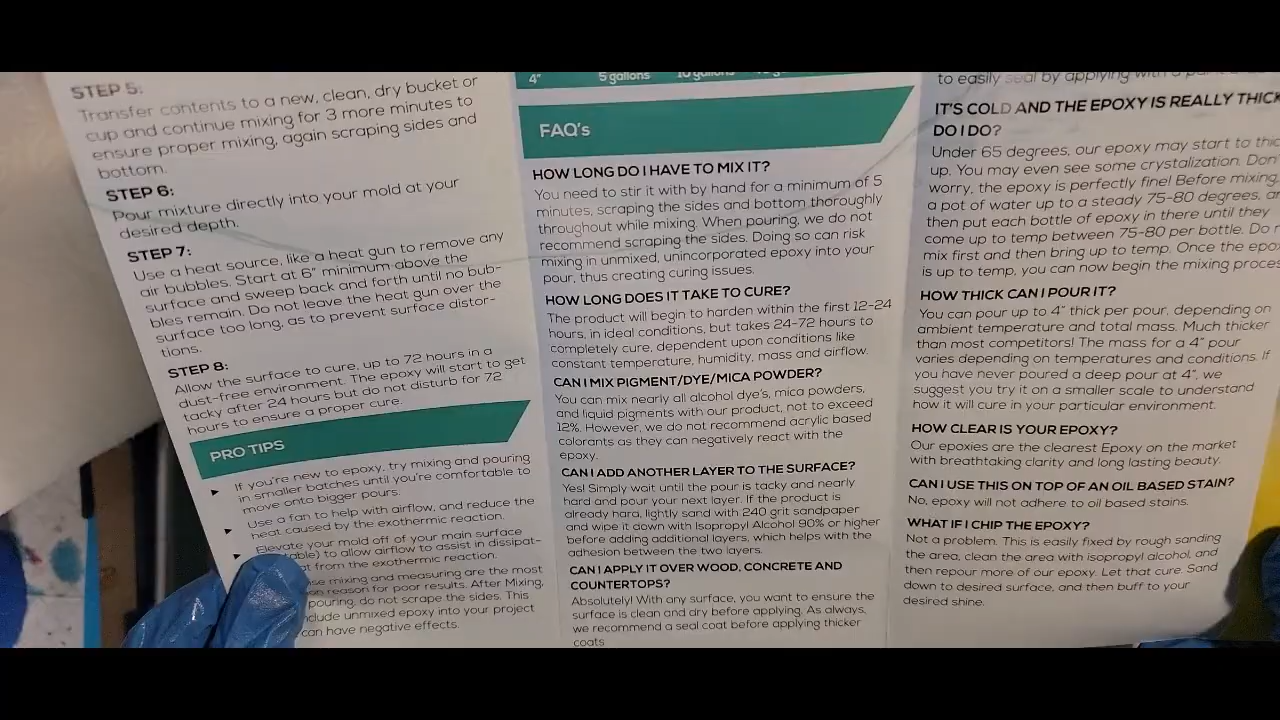 STEP 5:
Transfer contents to a new, clean, dry bucket or
cup and continue mixing for 3 more minutes to
ensure proper mixing, again scraping sides and
bottom.
STEP 6:
Pour mixture directly into your mold at your
desired depth.
STEP 7:
Use a heat source, like a heat gun to remove any
air bubbles. Start at 6" minimum above the
surface and sweep back and forth until no bub-
bles remain. Do not leave the heat gun over the
surface too long, as to prevent surface distor-
tions.
STEP 8:
Allow the surface to cure, up to 72 hours in a
dust-free environment. The epoxy will start to get
tacky after 24 hours but do not disturb for 72
hours to ensure a proper cure.
PRO TIPS
If you're new to epoxy, try mixing and pouring
in smaller batches until you're comfortable to
move onto bigger pours.
Use a fan to help with airflow, and reduce the
heat caused by the exothermic reaction.
Elevate your mold off of your main surface
to allow airflow to assist in dissipat-
from the exothermic reaction.
mixing and measuring are the most
reason for poor results. After Mixing,
pouring, do not scrape the sides. This
unmixed epoxy into your project
can have negative effects.
4" 5 gallons
FAQ's
HOW LONG DO I HAVE TO MIX IT?
You need to stir it with by hand for a minimum of 5
minutes, scraping the sides and bottom thoroughly
throughout while mixing. When pouring, we do not
recommend scraping the sides. Doing so can risk
mixing in unmixed, unincorporated epoxy into your
pour, thus creating curing issues.
HOW LONG DOES IT TAKE TO CURE?
The product will begin to harden within the first 12-24
hours, in ideal conditions, but takes 24-72 hours to
completely cure, dependent upon conditions like
constant temperature, humidity, mass and airflow.
CAN I MIX PIGMENT/DYE/MICA POWDER?
You can mix nearly all alcohol dye's, mica powders,
and liquid pigments with our product, not to exceed
12%. However, we do not recommend acrylic based
colorants as they can negatively react with the
epoxy.
CAN I ADD ANOTHER LAYER TO THE SURFACE?
Yes! Simply wait until the pour is tacky and nearly
hard and pour your next layer. If the product is
already hard, lightly sand with 240 grit sandpaper
and wipe it down with Isopropyl Alcohol 90% or higher
before adding additional layers, which helps with the
adhesion between the two layers.
CAN I APPLY IT OVER WOOD, CONCRETE AND
COUNTERTOPS?
Absolutely! With any surface, you want to ensure the
surface is clean and dry before applying. As always,
we recommend a seal coat before applying thicker
coats
to easily seal by applying with a
IT'S COLD AND THE EPOXY IS REALLY THICK
DO I DO?
Under 65 degrees, our epoxy may start to
up. You may even see some crystalization. Don
worry, the epoxy is perfectly fine! Before mixing,
a pot of water up to a steady 75-80 degrees,
then put each bottle of epoxy in there until they
come up to temp between 75-80 per bottle. Do
mix first and then bring up to temp. Once the
is up to temp, you can now begin the mixing
HOW THICK CAN I POUR IT?
You can pour up to 4" thick per pour, depending on
ambient temperature and total mass. Much thicker
than most competitors! The mass for a 4" pour
varies depending on temperatures and conditions. If
you have never poured a deep pour at 4", we
suggest you try it on a smaller scale to understand
how it will cure in your particular environment.
HOW CLEAR IS YOUR EPOXY?
Our epoxies are the clearest Epoxy on the market
with breathtaking clarity and long lasting beauty.
CAN I USE THIS ON TOP OF AN OIL BASED STAIN?
No, epoxy will not adhere to oil based stains.
WHAT IF I CHIP THE EPOXY?
Not a problem. This is easily fixed by rough sanding
the area, clean the area with isopropyl alcohol, and
then repour more of our epoxy. Let that cure. Sand
down to desired surface, and then buff to your
desired shine.